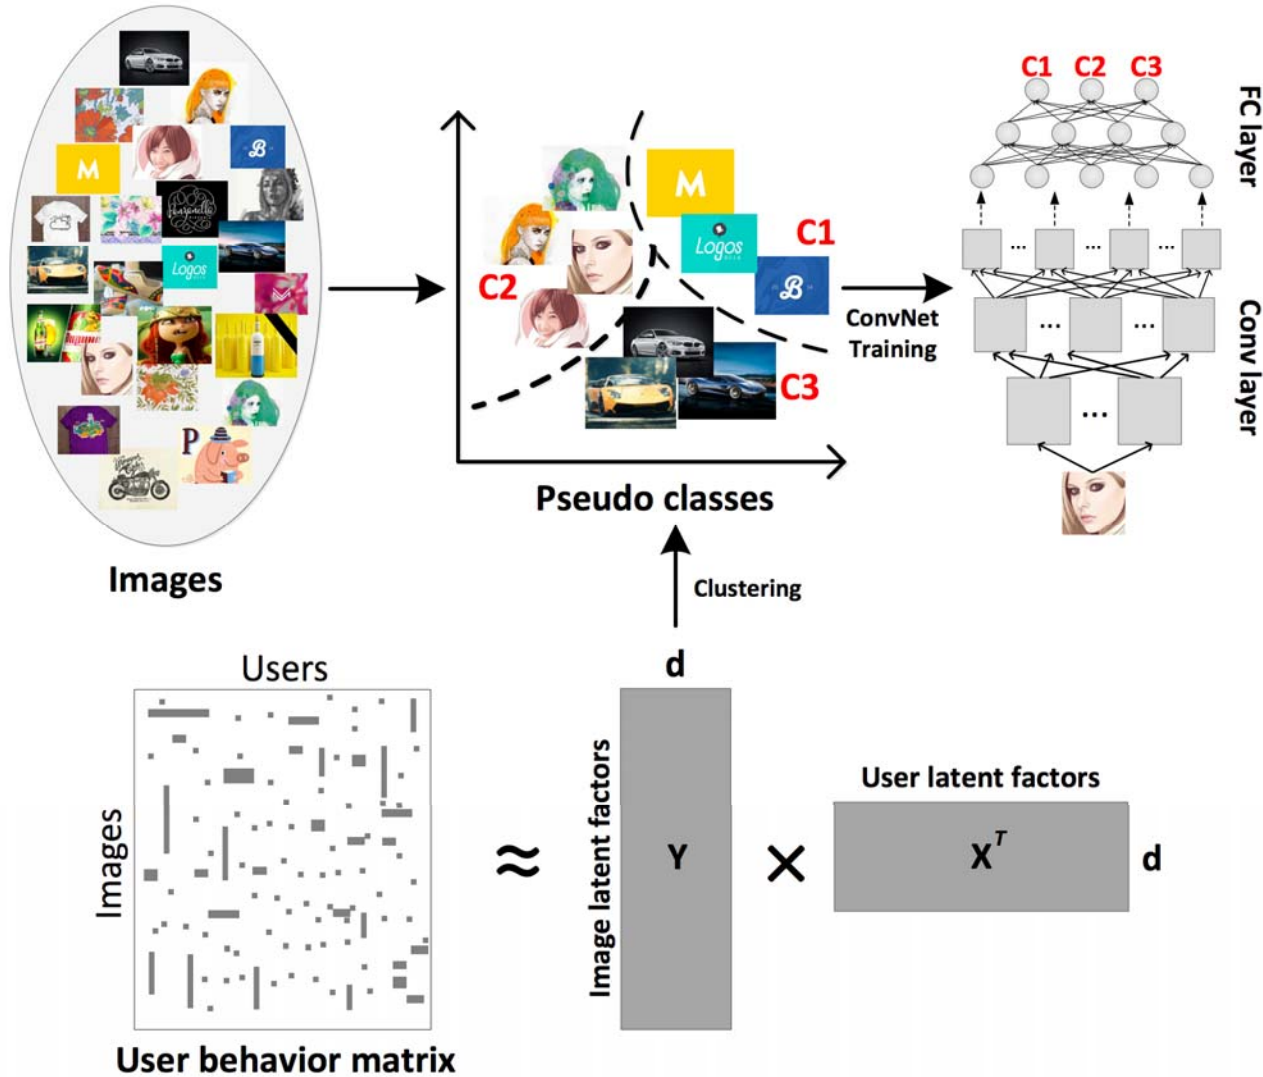 C1 C2 C3
FC layer
M
B
M
Logos
C1
B
C2
C3
Logos
ConvNet
Training
Conv layer
P
Pseudo classes
Images
Clustering
Users
d
Images
Image latent factors
Y
User latent factors
X^T
d
≈
×
User behavior matrix
... ... ...
... ...
...